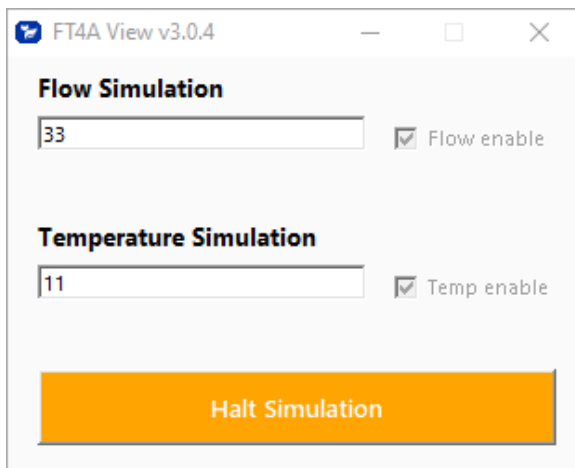 FT4A View v3.0.4
Flow Simulation
33
Flow enable
Temperature Simulation
11
Temp enable
Halt Simulation